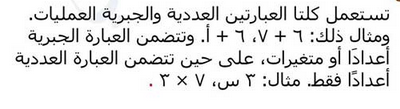 تستعمل كلتا العبارتين العددية والجبرية العمليات.
ومثال ذلك: ٦ + ٧، ٦ + أ. وتتضمن العبارة الجبرية
أعدادًا أو متغيرات، على حين تتضمن العبارة العددية
أعدادًا فقط. مثال: ٣ س، ٧ × ٣ .